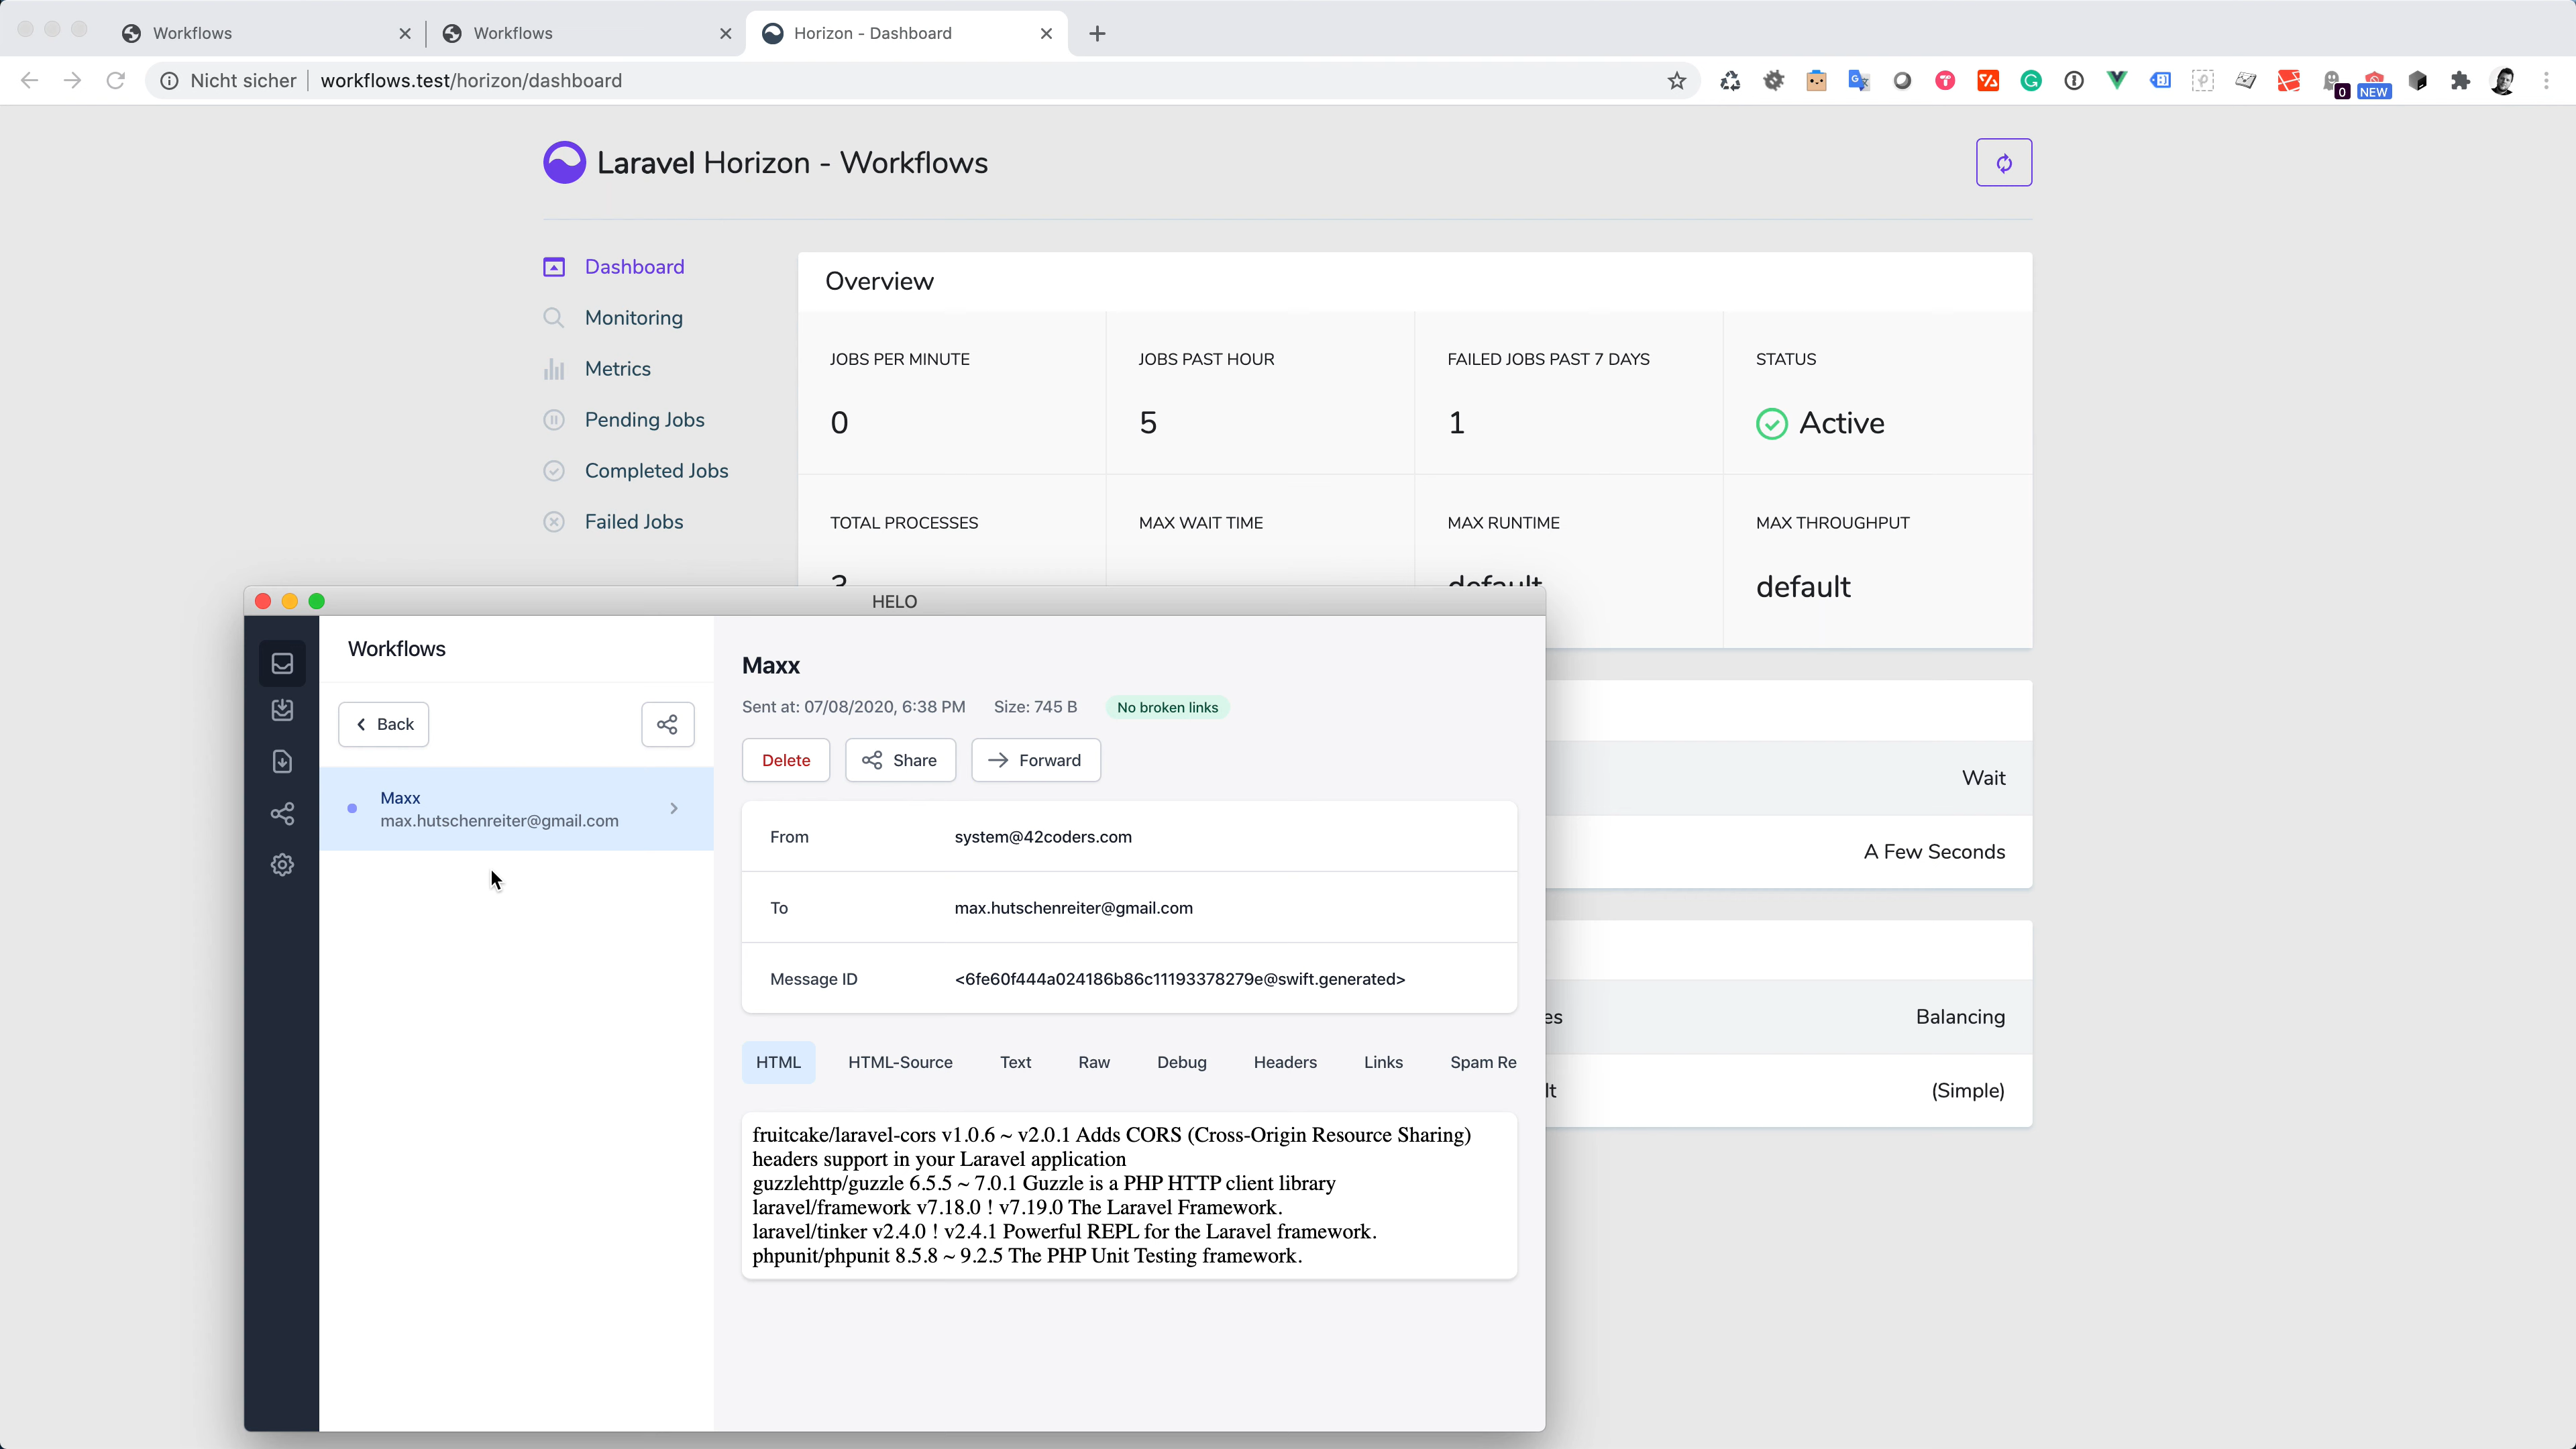 Workflows
Workflows
Horizon - Dashboard
Nicht sicher
workflows.test/horizon/dashboard
0
NEW
Laravel Horizon - Workflows
Dashboard
Monitoring
Metrics
Pending Jobs
Completed Jobs
Failed Jobs
Overview
JOBS PER MINUTE
0
JOBS PAST HOUR
5
FAILED JOBS PAST 7 DAYS
1
STATUS
Active
TOTAL PROCESSES
MAX WAIT TIME
MAX RUNTIME
default
MAX THROUGHPUT
default
Wait
A Few Seconds
es
Balancing
lt
(Simple)
HELO
Workflows
Back
Maxx
max.hutschenreiter@gmail.com
Maxx
Sent at: 07/08/2020, 6:38 PM
Size: 745 B
No broken links
Delete
Share
Forward
From
system@42coders.com
To
max.hutschenreiter@gmail.com
Message ID
<6fe60f444a024186b86c11193378279e@swift.generated>
HTML
HTML-Source
Text
Raw
Debug
Headers
Links
Spam Re
fruitcake/laravel-cors v1.0.6 ~ v2.0.1 Adds CORS (Cross-Origin Resource Sharing)
headers support in your Laravel application
guzzlehttp/guzzle 6.5.5 ~ 7.0.1 Guzzle is a PHP HTTP client library
laravel/framework v7.18.0 ! v7.19.0 The Laravel Framework.
laravel/tinker v2.4.0 ! v2.4.1 Powerful REPL for the Laravel framework.
phpunit/phpunit 8.5.8 ~ 9.2.5 The PHP Unit Testing framework.